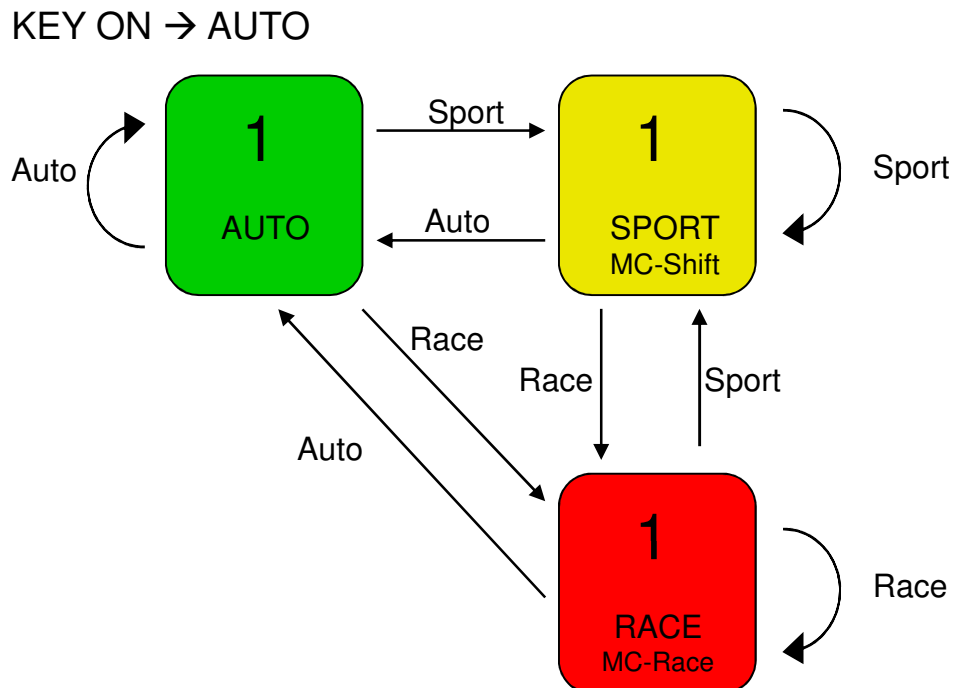 KEY ON → AUTO
1
AUTO
Auto
Sport
Auto
1
SPORT
MC-Shift
Sport
Race
Auto
Race
Sport
1
RACE
MC-Race
Race